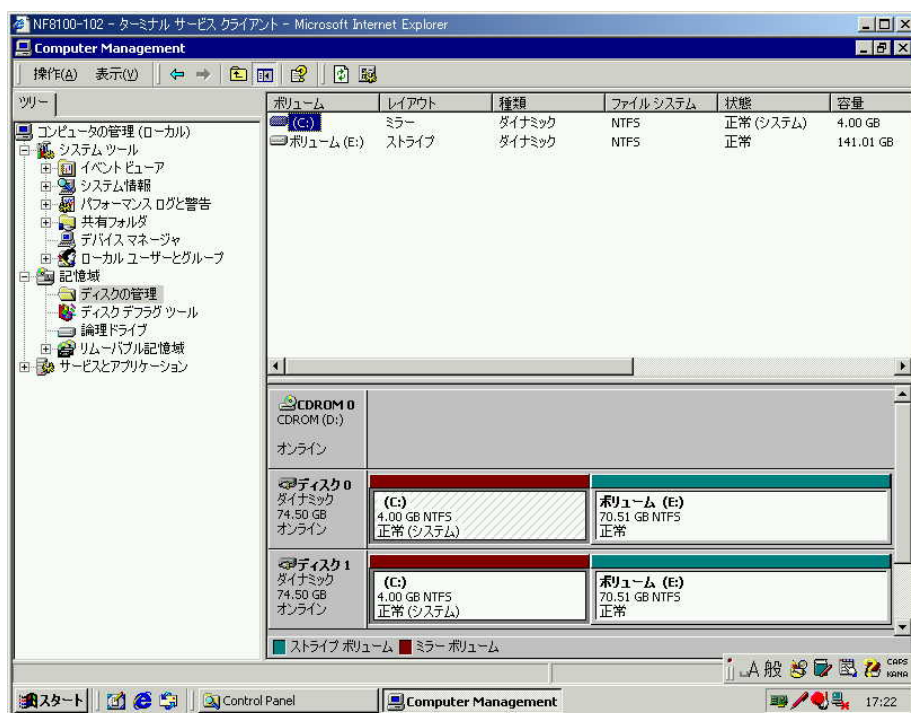 NF8100-102 - ターミナル サービス クライアント - Microsoft Internet Explorer
Computer Management
操作(A) 表示(V)
ツリー
コンピュータの管理 (ローカル)
システム ツール
イベント ビューア
システム情報
パフォーマンス ログと警告
共有フォルダ
デバイス マネージャ
ローカル ユーザーとグループ
記憶域
ディスクの管理
ディスク デフラグ ツール
論理ドライブ
リムーバブル記憶域
サービスとアプリケーション
ボリューム レイアウト 種類 ファイル システム 状態 容量
(C:) ミラー ダイナミック NTFS 正常 (システム) 4.00 GB
ボリューム (E:) ストライプ ダイナミック NTFS 正常 141.01 GB
CDROM 0
CDROM (D:)
オンライン
ディスク 0
ダイナミック
74.50 GB
オンライン
(C:)
4.00 GB NTFS
正常 (システム)
ボリューム (E:)
70.51 GB NTFS
正常
ディスク 1
ダイナミック
74.50 GB
オンライン
(C:)
4.00 GB NTFS
正常 (システム)
ボリューム (E:)
70.51 GB NTFS
正常
ストライプ ボリューム ミラー ボリューム
A 般 CAPS KANA
スタート Control Panel Computer Management 17:22